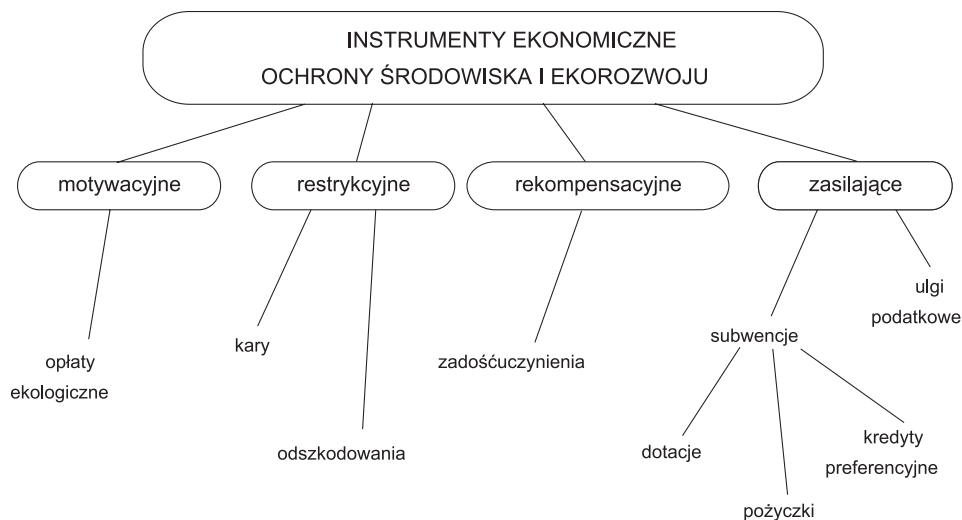 INSTRUMENTY EKONOMICZNE
OCHRONY ŚRODOWISKA I EKOROZWOJU
motywacyjne
restrykcyjne
rekompensacyjne
zasilające
opłaty
ekologiczne
kary
odszkodowania
zadośćuczynienia
subwencje
ulgi
podatkowe
dotacje
pożyczki
kredyty
preferencyjne